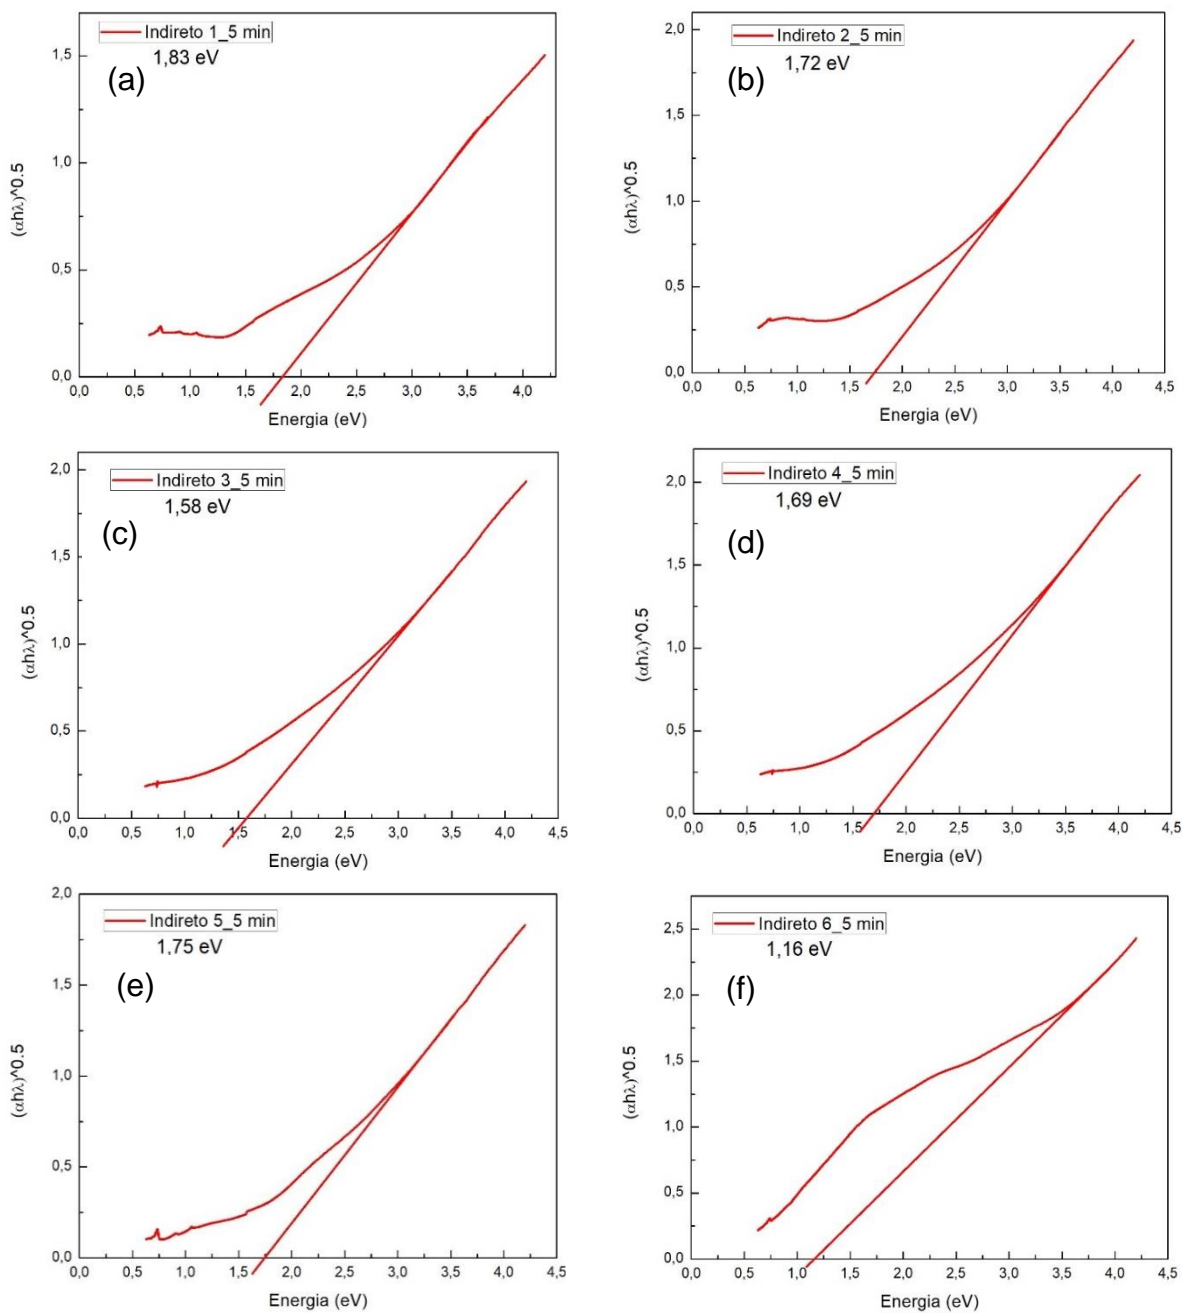 Indireto 1_5 min
1,83 eV
(a)
1,5
1,0
0,5
0,0
(αhλ)^0.5
0,0 0,5 1,0 1,5 2,0 2,5 3,0 3,5 4,0
Energia (eV)
Indireto 2_5 min
1,72 eV
(b)
2,0
1,5
1,0
0,5
0,0
(αhλ)^0.5
0,0 0,5 1,0 1,5 2,0 2,5 3,0 3,5 4,0 4,5
Energia (eV)
Indireto 3_5 min
1,58 eV
(c)
2,0
1,5
1,0
0,5
0,0
(αhλ)^0.5
0,0 0,5 1,0 1,5 2,0 2,5 3,0 3,5 4,0 4,5
Energia (eV)
Indireto 4_5 min
1,69 eV
(d)
2,0
1,5
1,0
0,5
0,0
(αhλ)^0.5
0,0 0,5 1,0 1,5 2,0 2,5 3,0 3,5 4,0 4,5
Energia (eV)
Indireto 5_5 min
1,75 eV
(e)
2,0
1,5
1,0
0,5
0,0
(αhλ)^0.5
0,0 0,5 1,0 1,5 2,0 2,5 3,0 3,5 4,0 4,5
Energia (eV)
Indireto 6_5 min
1,16 eV
(f)
2,5
2,0
1,5
1,0
0,5
0,0
(αhλ)^0.5
0,0 0,5 1,0 1,5 2,0 2,5 3,0 3,5 4,0 4,5
Energia (eV)